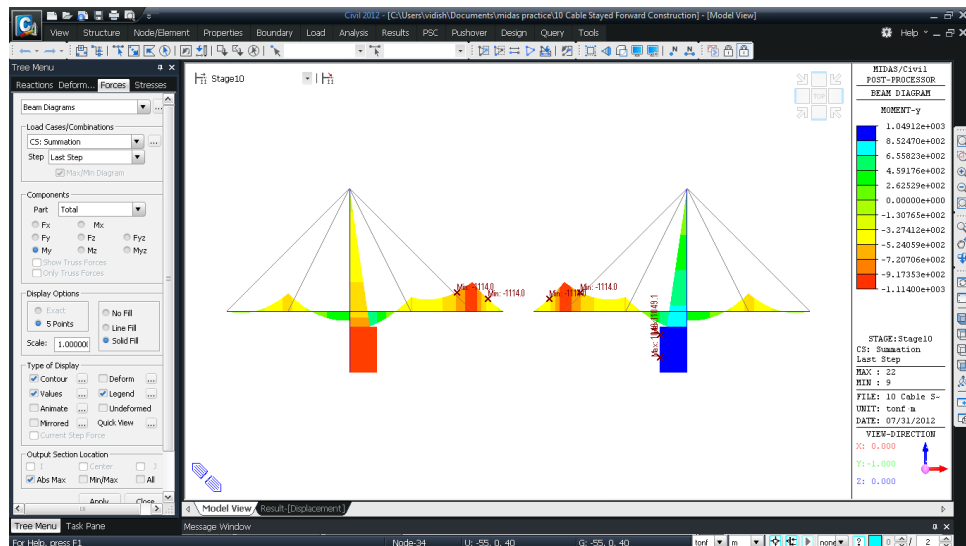 Civil 2012 - [C:\Users\vidish\Documents\midas practice\10 Cable Stayed Forward Construction] - [Model View]
View Structure Node/Element Properties Boundary Load Analysis Results PSC Pushover Design Query Tools Help
Tree Menu
Reactions Deform... Forces Stresses
Beam Diagrams
Load Cases/Combinations
CS: Summation
Step Last Step
Max/Min Diagram
Components
Part Total
Fx Mx
Fy Fz Fyz
My Mz Myz
Show Truss Forces
Only Truss Forces
Display Options
Exact No Fill
5 Points Line Fill
Scale: 1.00000 Solid Fill
Type of Display
Contour ... Deform ...
Values ... Legend ...
Animate ... Undeformed
Mirrored ... Quick View ...
Current Step Force
Output Section Location
I Center J
Abs Max Min/Max All
Apply Close
Tree Menu Task Pane
Stage10
TOP
Min: -1114.0
Min: -1114.0
Min: -1114.0
MIDAS/Civil
POST-PROCESSOR
BEAM DIAGRAM
MOMENT-y
1.04912e+003
8.52470e+002
6.55823e+002
4.59176e+002
2.62529e+002
0.00000e+000
-1.30765e+002
-3.27412e+002
-5.24059e+002
-7.20706e+002
-9.17353e+002
-1.11400e+003
STAGE:Stage10
CS: Summation
Last Step
MAX : 22
MIN : 9
FILE: 10 Cable S~
UNIT: tonf·m
DATE: 07/31/2012
VIEW-DIRECTION
X: 0.000
Y:-1.000
Z: 0.000
Model View Result-[Displacement]
Message Window
For Help, press F1 Node-34 U: -55, 0, 40 G: -55, 0, 40 tonf m none ? 0 / 2